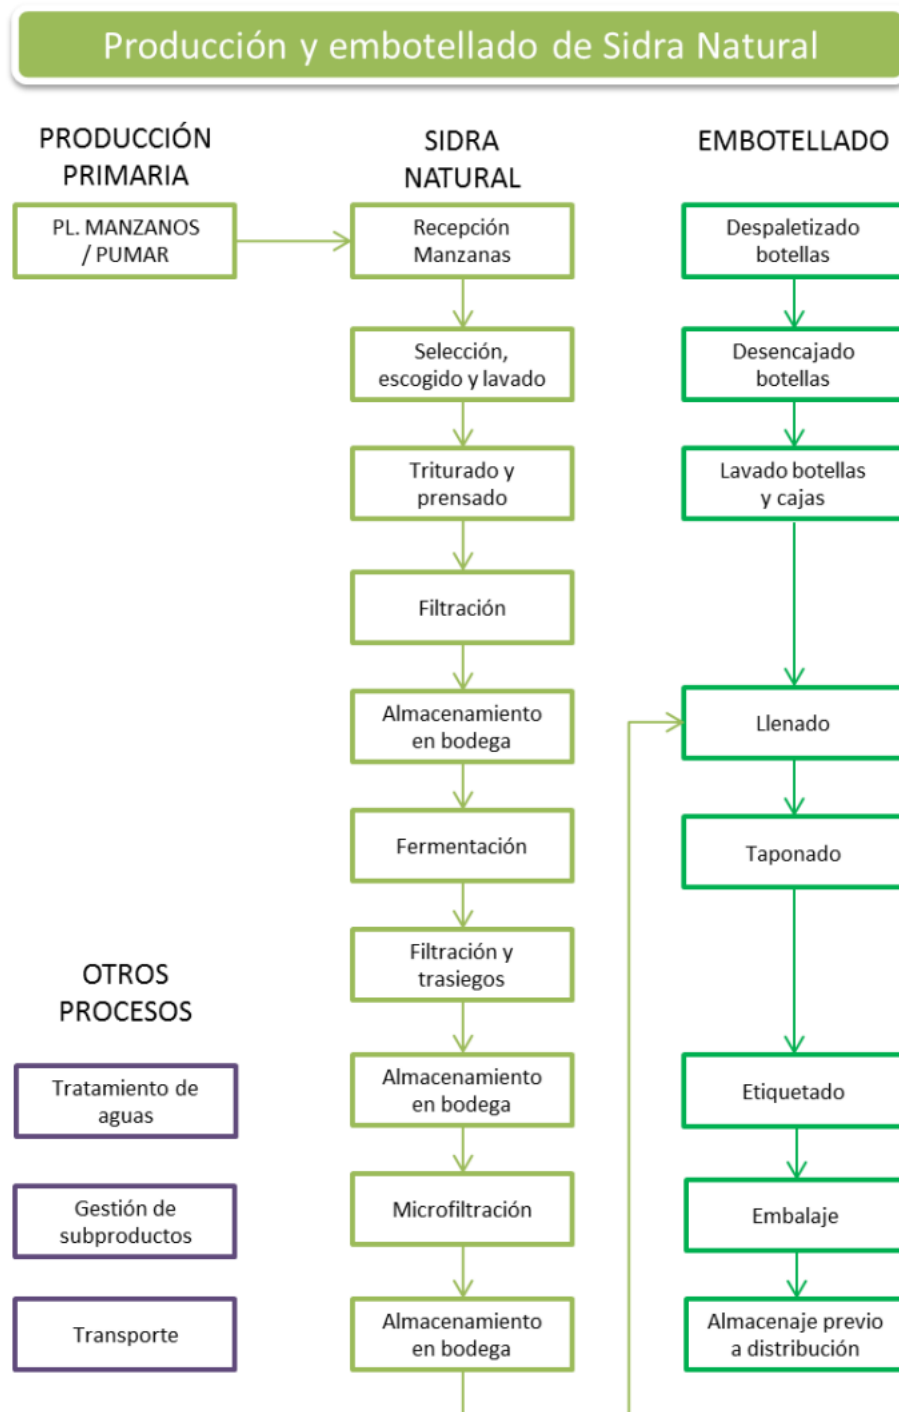 Producción y embotellado de Sidra Natural
PRODUCCIÓN
PRIMARIA
PL. MANZANOS
/ PUMAR
SIDRA
NATURAL
Recepción
Manzanas
Selección,
escogido y lavado
Triturado y
prensado
Filtración
Almacenamiento
en bodega
Fermentación
Filtración y
trasiegos
Almacenamiento
en bodega
Microfiltración
Almacenamiento
en bodega
EMBOTELLADO
Despaletizado
botellas
Desencajado
botellas
Lavado botellas
y cajas
Llenado
Taponado
Etiquetado
Embalaje
Almacenaje previo
a distribución
OTROS
PROCESOS
Tratamiento de
aguas
Gestión de
subproductos
Transporte